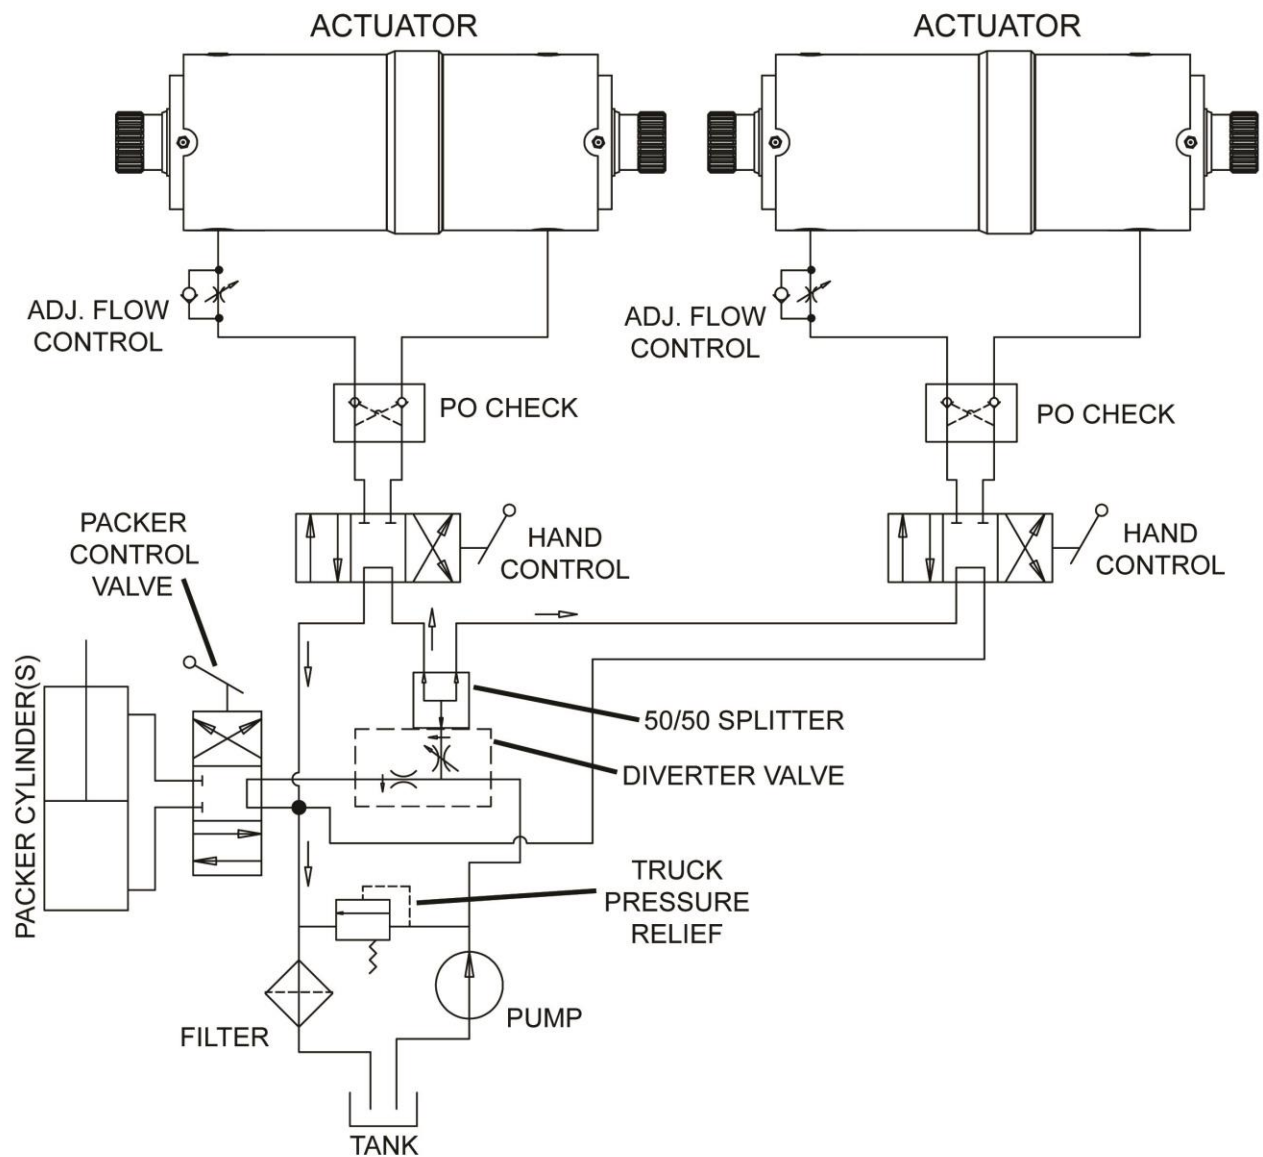 ACTUATOR
ACTUATOR
ADJ. FLOW
CONTROL
ADJ. FLOW
CONTROL
PO CHECK
PO CHECK
PACKER
CONTROL
VALVE
HAND
CONTROL
HAND
CONTROL
PACKER CYLINDER(S)
50/50 SPLITTER
DIVERTER VALVE
TRUCK
PRESSURE
RELIEF
FILTER
PUMP
TANK